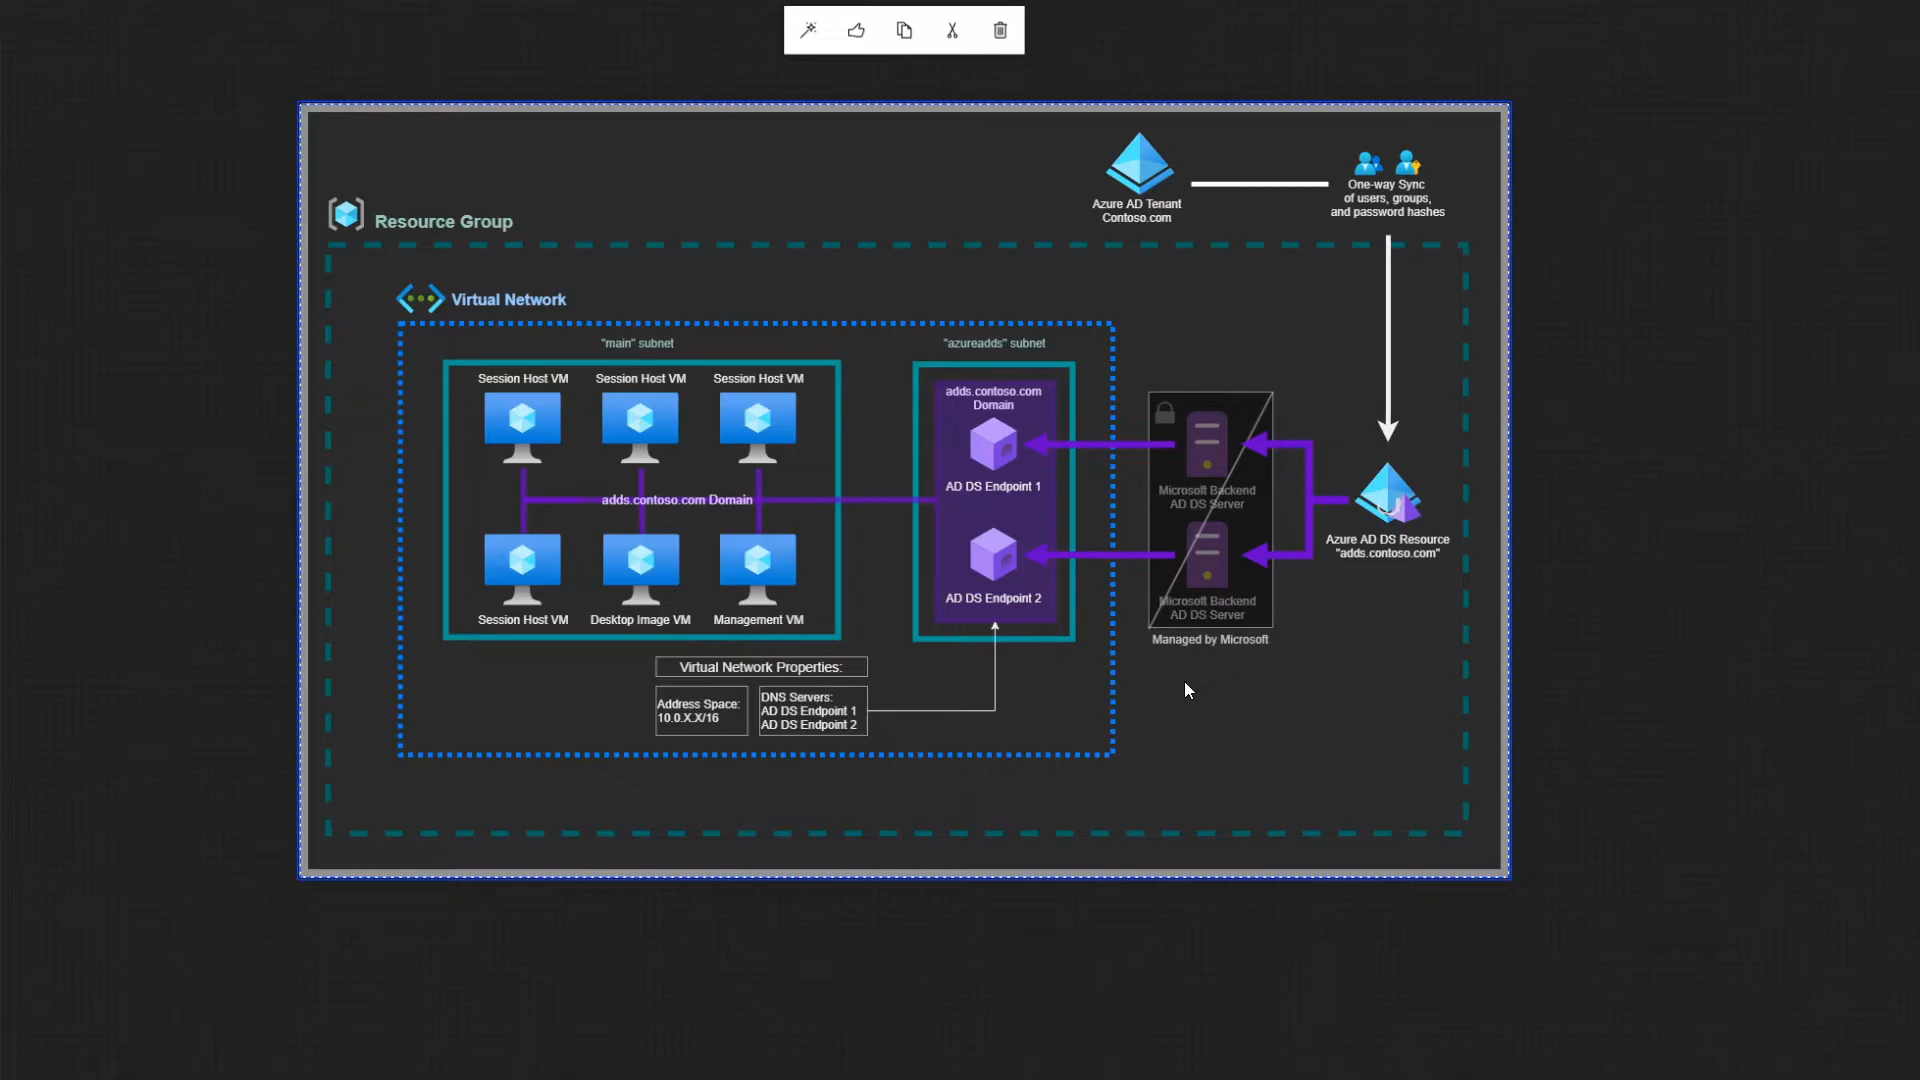 Azure AD Tenant
Contoso.com
One-way Sync
of users, groups,
and password hashes
Resource Group
Virtual Network
"main" subnet
"azureadds" subnet
Session Host VM
Session Host VM
Session Host VM
adds.contoso.com
Domain
AD DS Endpoint 1
Microsoft Backend
AD DS Server
adds.contoso.com Domain
Azure AD DS Resource
"adds.contoso.com"
AD DS Endpoint 2
Microsoft Backend
AD DS Server
Session Host VM
Desktop Image VM
Management VM
Managed by Microsoft
Virtual Network Properties:
Address Space:
10.0.X.X/16
DNS Servers:
AD DS Endpoint 1
AD DS Endpoint 2